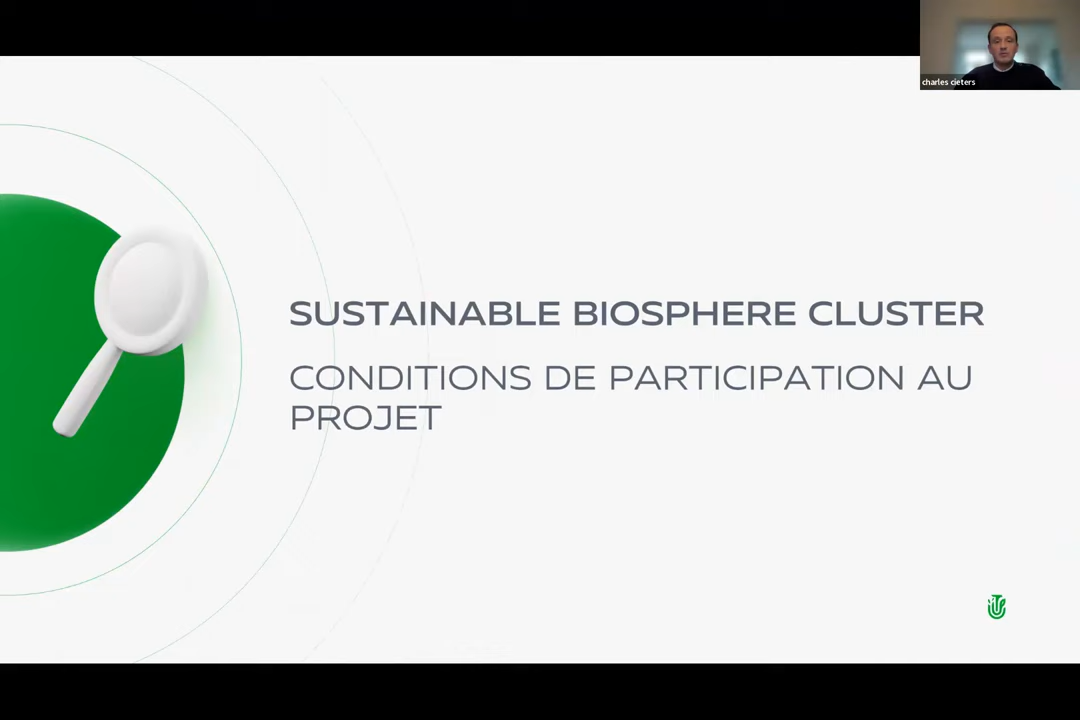 charles cieters
SUSTAINABLE BIOSPHERE CLUSTER
CONDITIONS DE PARTICIPATION AU
PROJET